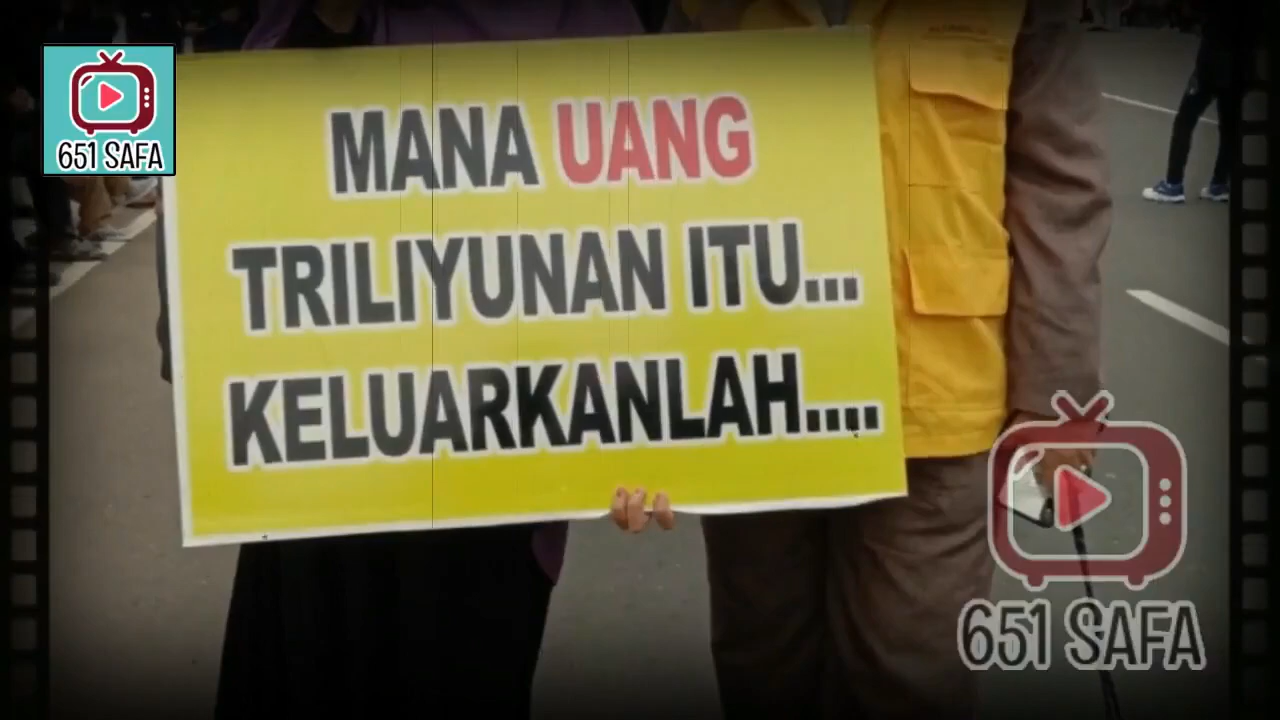 651 SAFA
MANA UANG
TRILIYUNAN ITU...
KELUARKANLAH....
651 SAFA